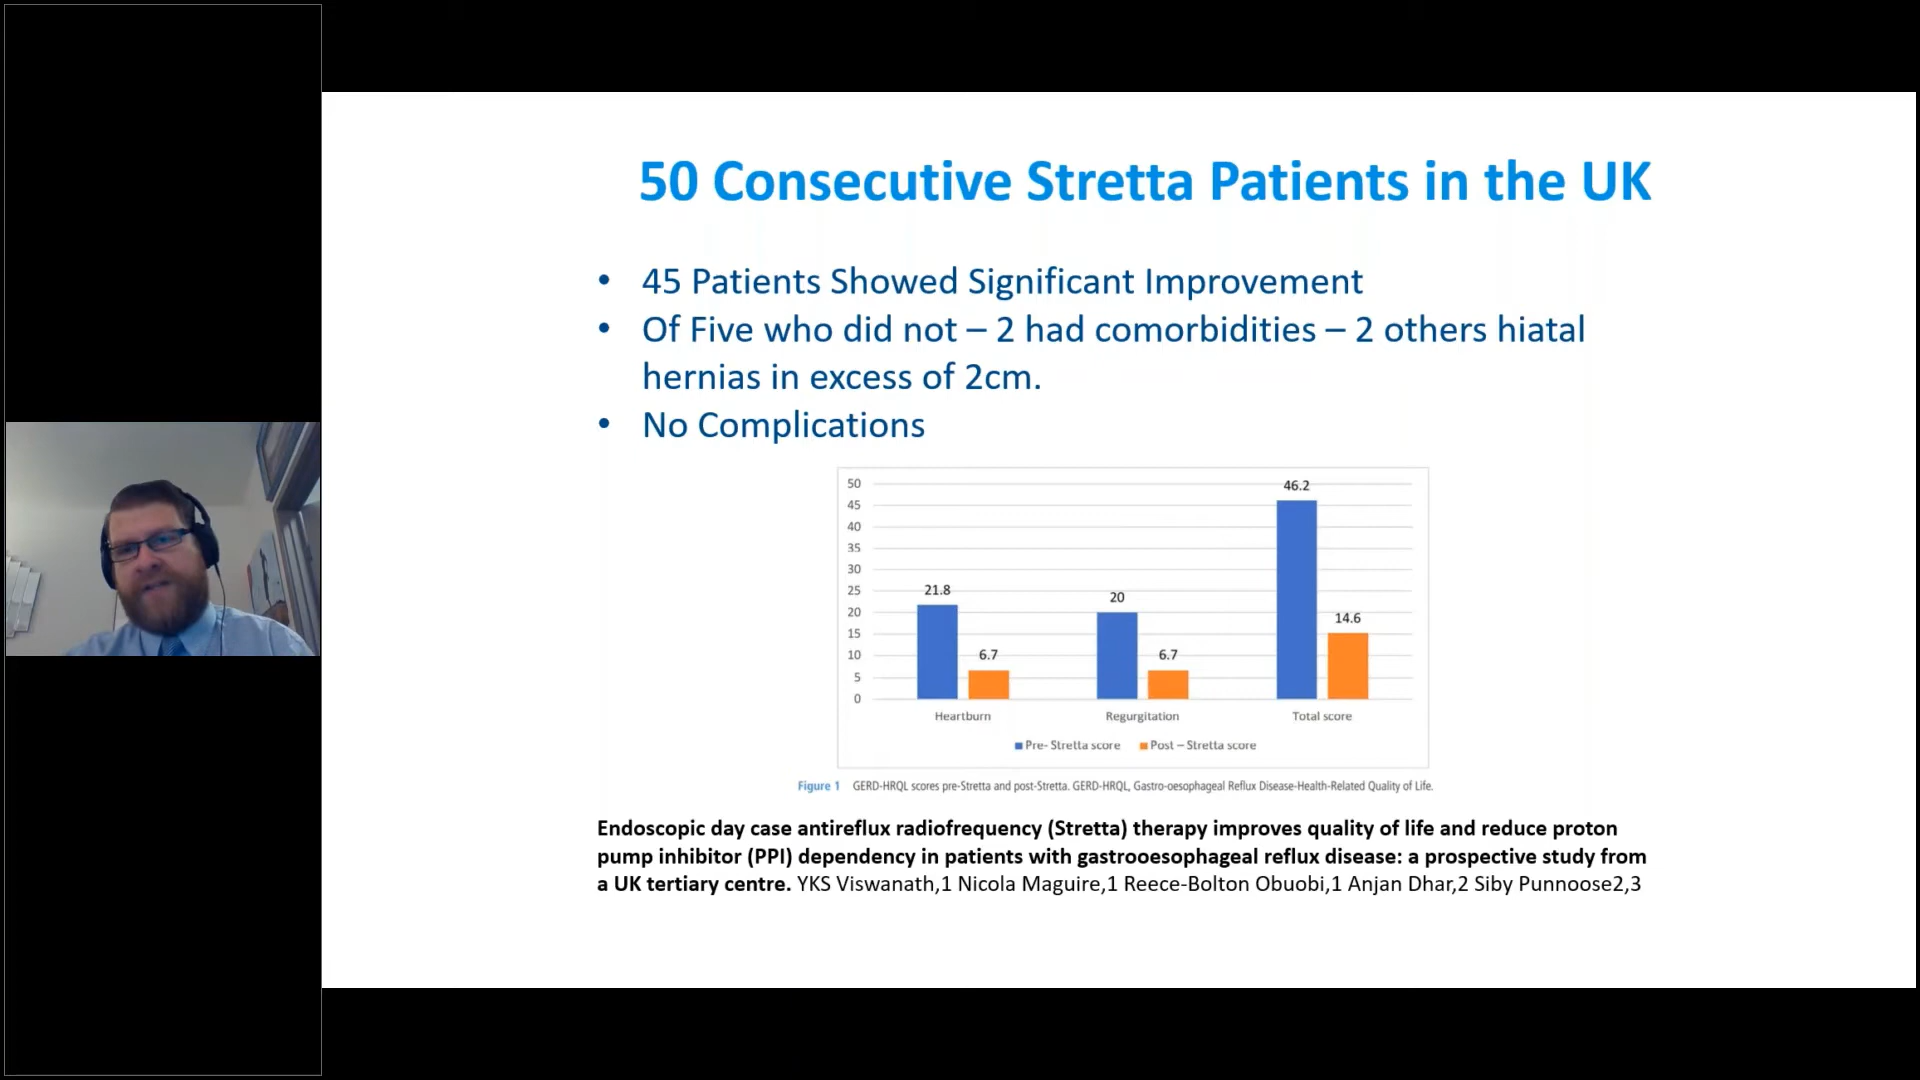 50 Consecutive Stretta Patients in the UK
• 45 Patients Showed Significant Improvement
• Of Five who did not – 2 had comorbidities – 2 others hiatal
hernias in excess of 2cm.
• No Complications
50
45
40
35
30
25
20
15
10
5
0
21.8
6.7
20
6.7
46.2
14.6
Heartburn
Regurgitation
Total score
Pre- Stretta score
Post – Stretta score
Figure 1 GERD-HRQL scores pre-Stretta and post-Stretta. GERD-HRQL, Gastro-oesophageal Reflux Disease-Health-Related Quality of Life.
Endoscopic day case antireflux radiofrequency (Stretta) therapy improves quality of life and reduce proton
pump inhibitor (PPI) dependency in patients with gastrooesophageal reflux disease: a prospective study from
a UK tertiary centre. YKS Viswanath,1 Nicola Maguire,1 Reece-Bolton Obuobi,1 Anjan Dhar,2 Siby Punnoose2,3